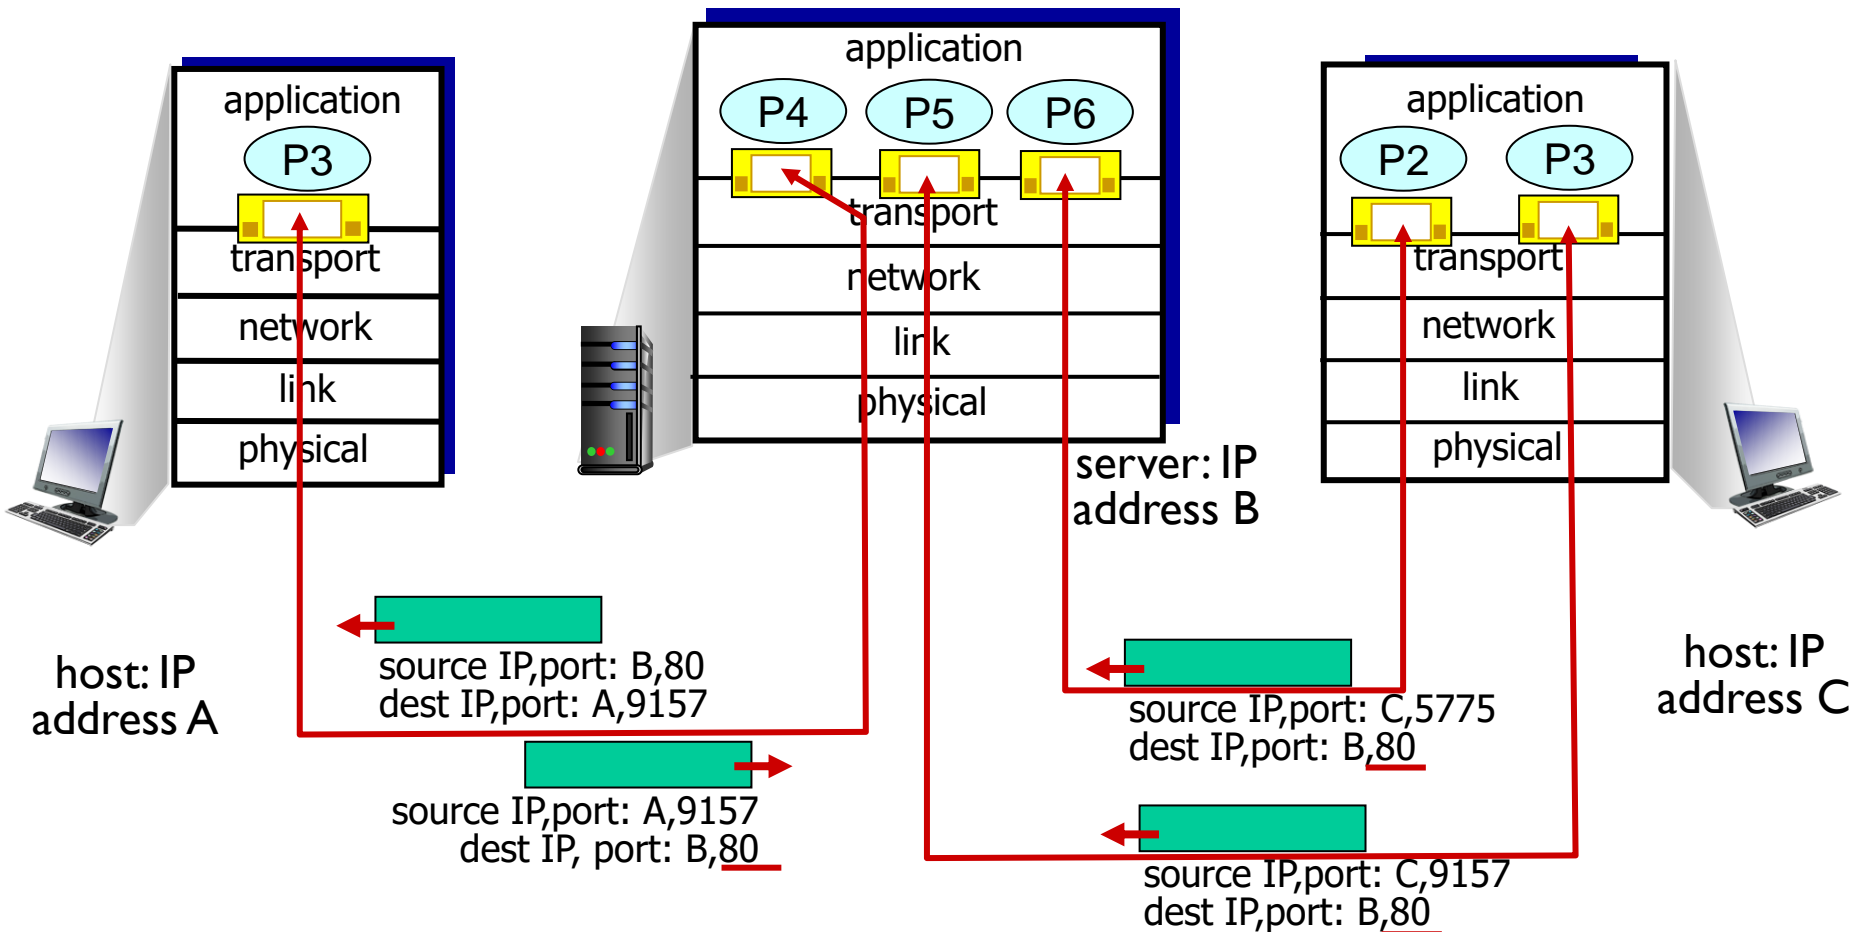 application
P3
transport
network
link
physical
host: IP
address A
application
P4 P5 P6
transport
network
link
physical
server: IP
address B
application
P2 P3
transport
network
link
physical
host: IP
address C
source IP,port: B,80
dest IP,port: A,9157
source IP,port: A,9157
dest IP, port: B,80
source IP,port: C,5775
dest IP,port: B,80
source IP,port: C,9157
dest IP,port: B,80